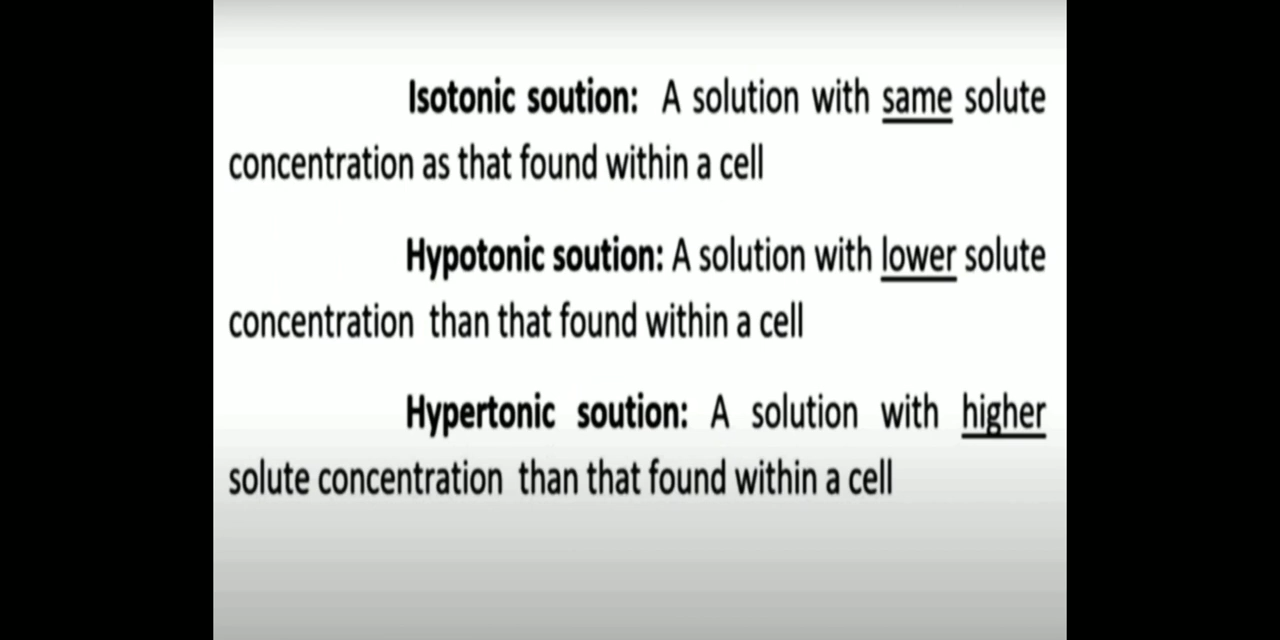 Isotonic soution: A solution with same solute
concentration as that found within a cell
Hypotonic soution: A solution with lower solute
concentration than that found within a cell
Hypertonic soution: A solution with higher
solute concentration than that found within a cell